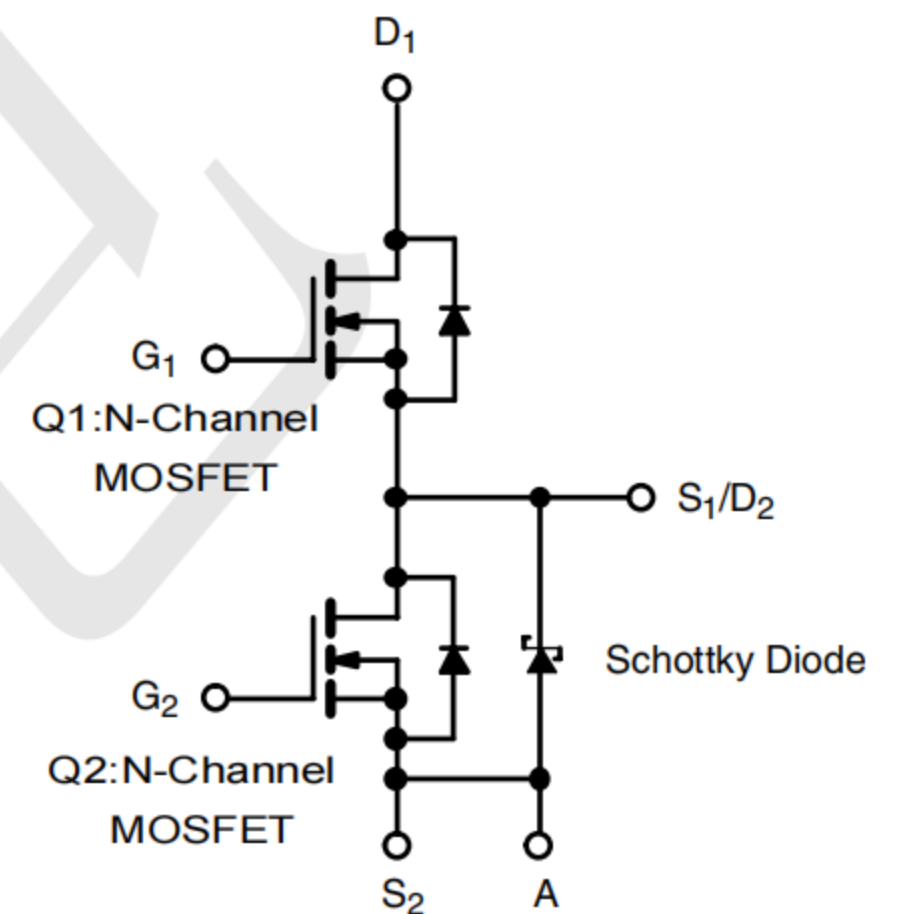 D₁
G₁
Q1:N-Channel
MOSFET
S₁/D₂
Schottky Diode
G₂
Q2:N-Channel
MOSFET
S₂
A